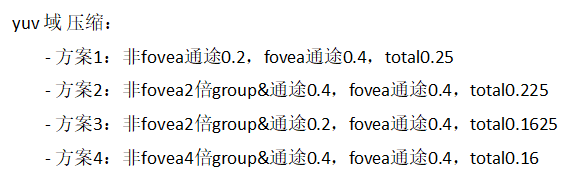 yuv 域 压缩：
- 方案1：非fovea通途0.2，fovea通途0.4，total0.25
- 方案2：非fovea2倍group&通途0.4，fovea通途0.4，total0.225
- 方案3：非fovea2倍group&通途0.2，fovea通途0.4，total0.1625
- 方案4：非fovea4倍group&通途0.4，fovea通途0.4，total0.16